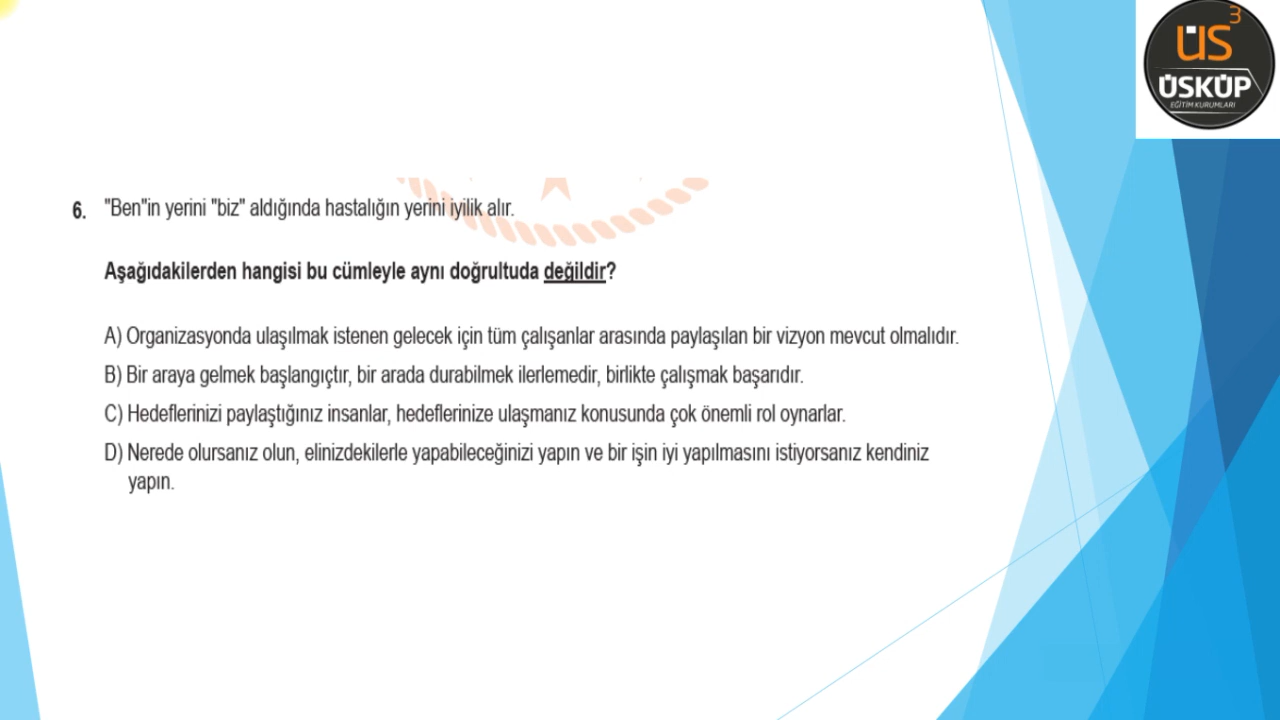 ÜS3
ÜSKÜP
EĞİTİM KURUMLARI
6. "Ben"in yerini "biz" aldığında hastalığın yerini iyilik alır.
Aşağıdakilerden hangisi bu cümleyle aynı doğrultuda değildir?
A) Organizasyonda ulaşılmak istenen gelecek için tüm çalışanlar arasında paylaşılan bir vizyon mevcut olmalıdır.
B) Bir araya gelmek başlangıçtır, bir arada durabilmek ilerlemedir, birlikte çalışmak başarıdır.
C) Hedeflerinizi paylaştığınız insanlar, hedeflerinize ulaşmanız konusunda çok önemli rol oynarlar.
D) Nerede olursanız olun, elinizdekilerle yapabileceğinizi yapın ve bir işin iyi yapılmasını istiyorsanız kendiniz
yapın.